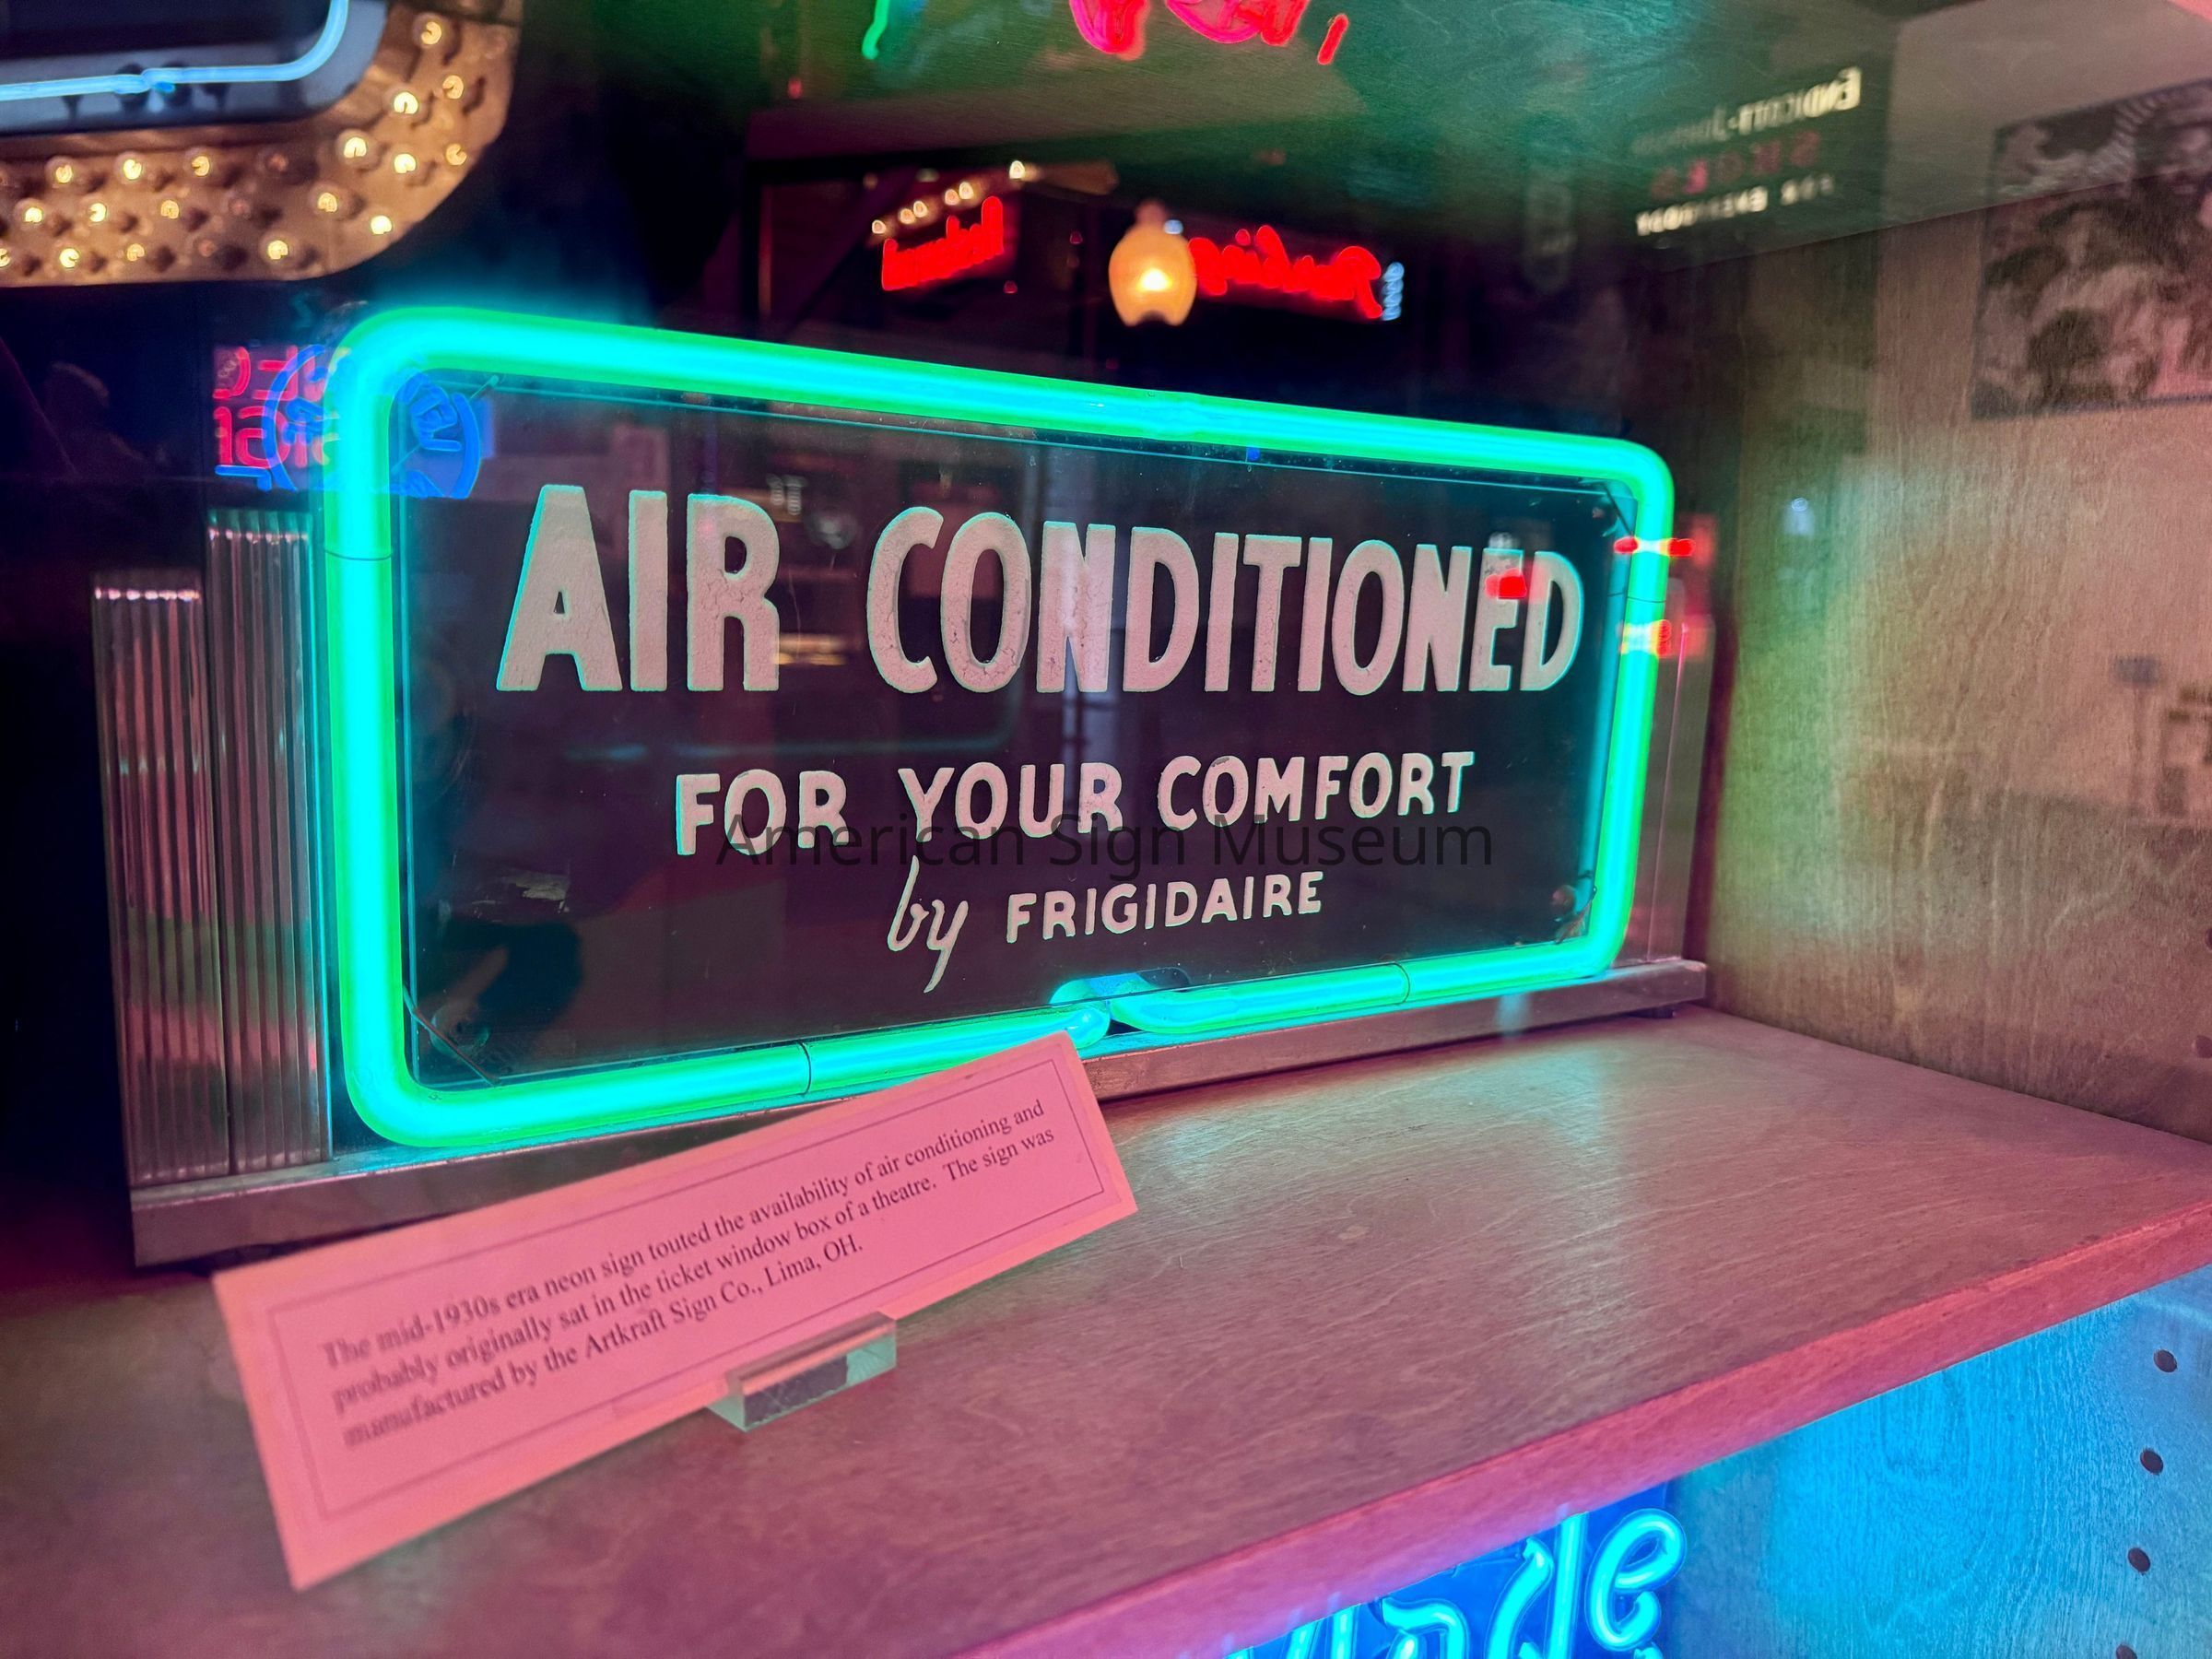 AIR CONDITIONED
FOR YOUR COMFORT
by FRIGIDAIRE
American Sign Museum
The mid-1930s era neon sign touted the availability of air conditioning and
probably originally sat in the ticket window box of a theatre. The sign was
manufactured by the Artkraft Sign Co., Lima, OH.